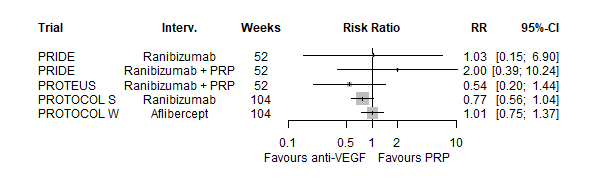 Trial Interv. Weeks Risk Ratio RR 95%-CI
PRIDE Ranibizumab 52 1.03 [0.15; 6.90]
PRIDE Ranibizumab + PRP 52 2.00 [0.39; 10.24]
PROTEUS Ranibizumab + PRP 52 0.54 [0.20; 1.44]
PROTOCOL S Ranibizumab 104 0.77 [0.56; 1.04]
PROTOCOL W Aflibercept 104 1.01 [0.75; 1.37]
0.1 0.5 1 2 10
Favours anti-VEGF Favours PRP